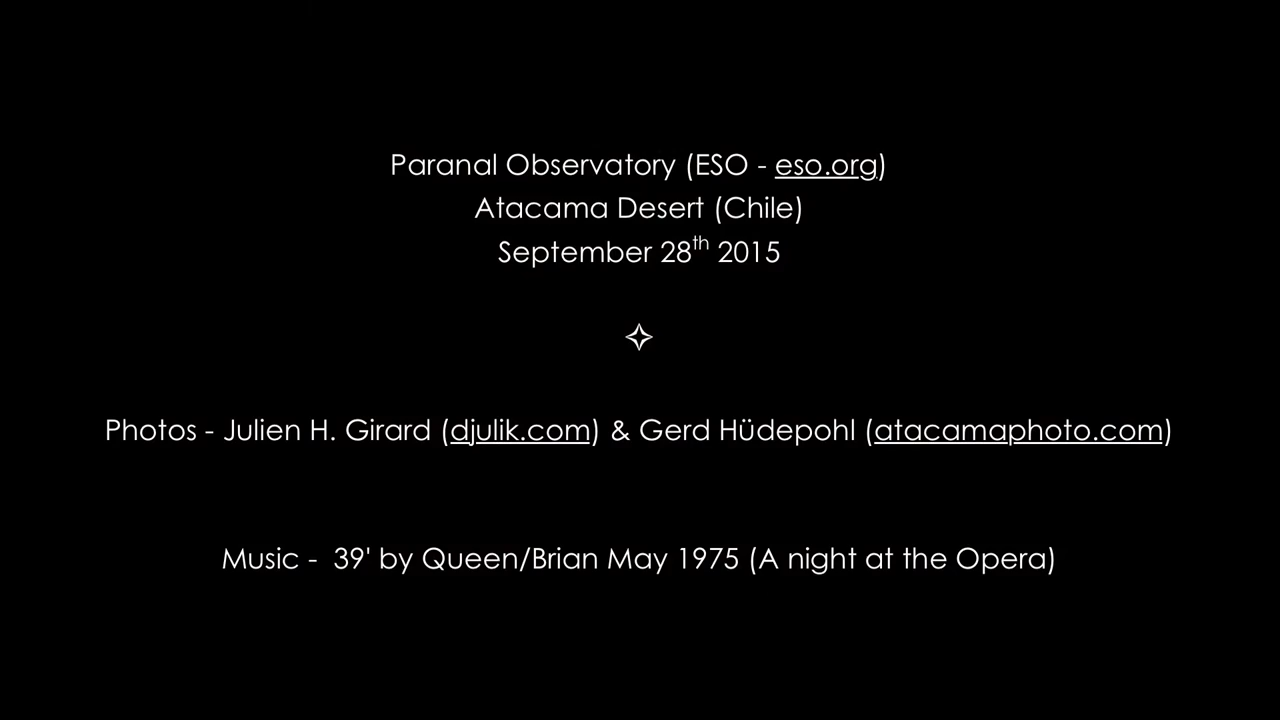 Paranal Observatory (ESO - eso.org)
Atacama Desert (Chile)
September 28th 2015
Photos - Julien H. Girard (djulik.com) & Gerd Hüdepohl (atacamaphoto.com)
Music -  39' by Queen/Brian May 1975 (A night at the Opera)